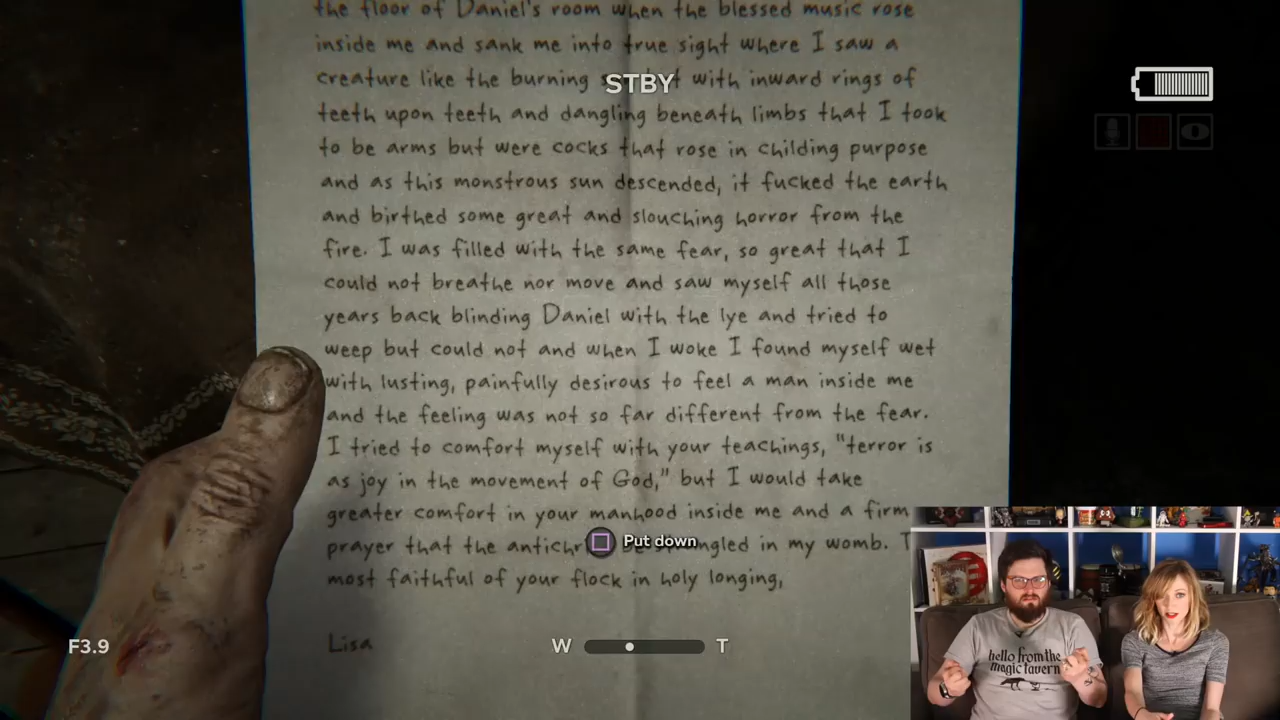 the floor of Daniel's room when the blessed music rose
inside me and sank me into true sight where I saw a
creature like the burning with inward rings of
STBY
teeth upon teeth and dangling beneath limbs that I took
to be arms but were cocks that rose in childing purpose
and as this monstrous sun descended, it fucked the earth
and birthed some great and slouching horror from the
fire. I was filled with the same fear, so great that I
could not breathe nor move and saw myself all those
years back blinding Daniel with the lye and tried to
weep but could not and when I woke I found myself wet
with lusting, painfully desirous to feel a man inside me
and the feeling was not so far different from the fear.
I tried to comfort myself with your teachings, "terror is
as joy in the movement of God," but I would take
greater comfort in your manhood inside me and a firm
prayer that the in my womb.
Put down
most faithful of your flock in holy longing,
Lisa
F3.9
W T
hello from the
magic tavern